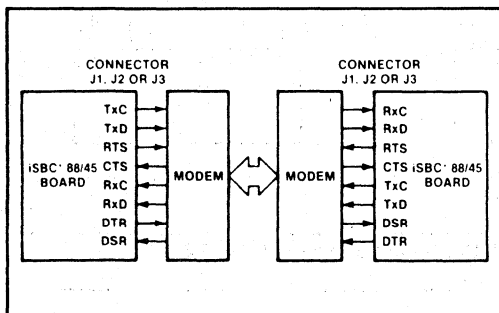 CONNECTOR
J1, J2 OR J3
CONNECTOR
J1, J2 OR J3
iSBC* 88/45
BOARD
TxC
TxD
RTS
CTS
RxC
RxD
DTR
DSR
MODEM
MODEM
RxC
RxD
RTS
CTS
TxC
TxD
DSR
DTR
iSBC* 88/45
BOARD